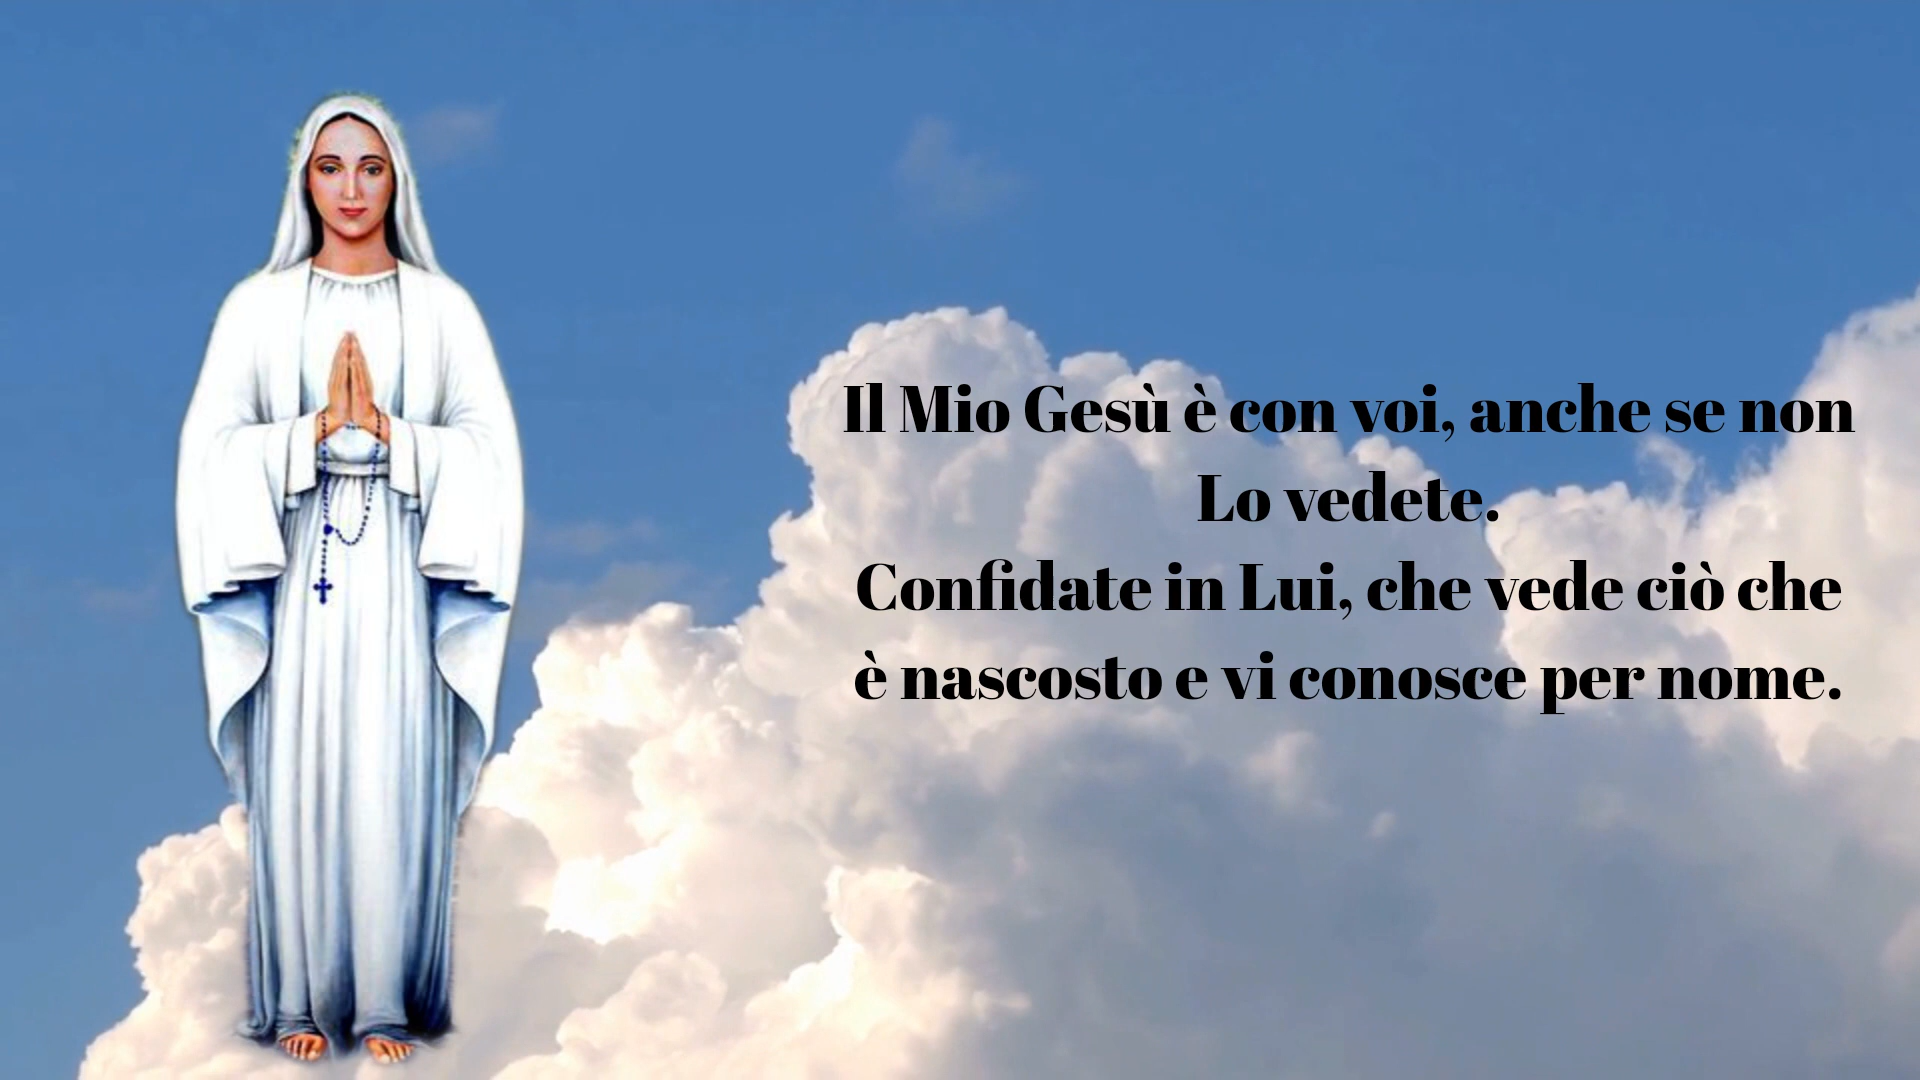 Il Mio Gesù è con voi, anche se non
Lo vedete.
Confidate in Lui, che vede ciò che
è nascosto e vi conosce per nome.